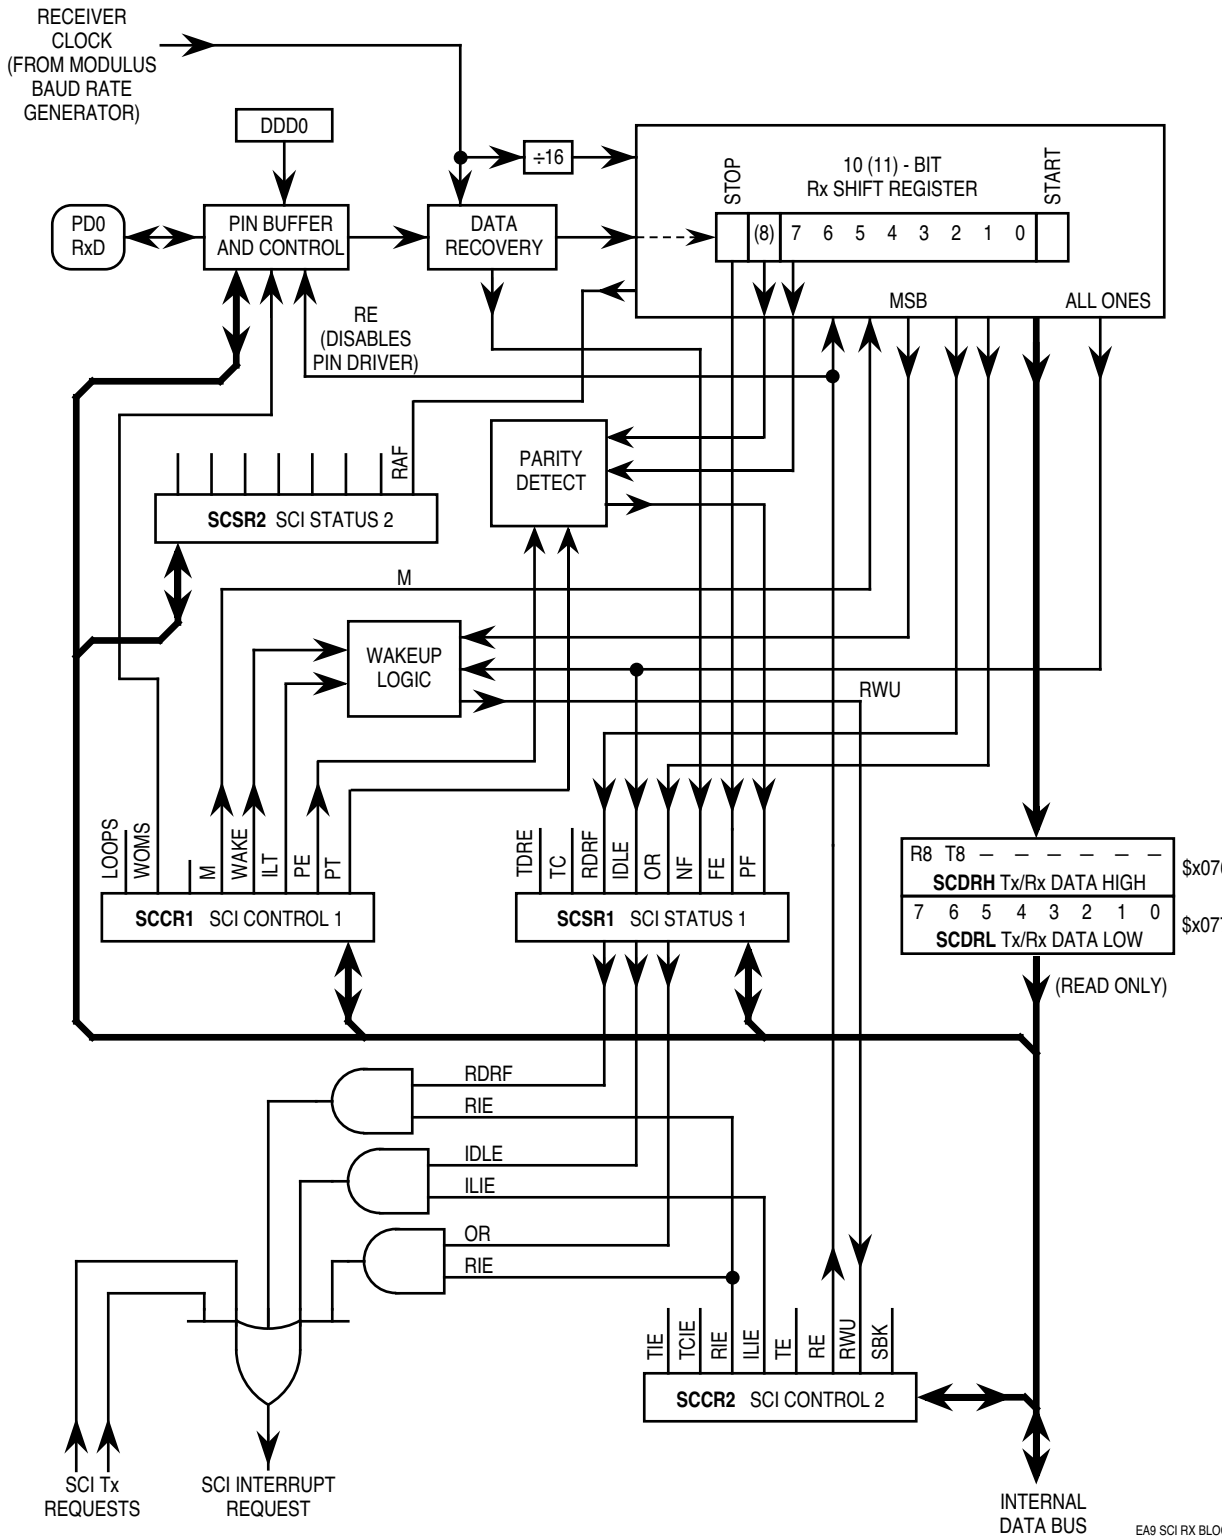 RECEIVER
CLOCK
(FROM MODULUS
BAUD RATE
GENERATOR)
DDD0
÷16
STOP
10 (11) - BIT
Rx SHIFT REGISTER
START
PD0
RxD
PIN BUFFER
AND CONTROL
DATA
RECOVERY
(8) 7 6 5 4 3 2 1 0
MSB
ALL ONES
RE
(DISABLES
PIN DRIVER)
RAF
PARITY
DETECT
SCSR2 SCI STATUS 2
M
WAKEUP
LOGIC
RWU
LOOPS
WOMS
M
WAKE
ILT
PE
PT
TDRE
TC
RDRF
IDLE
OR
NF
FE
PF
SCCR1 SCI CONTROL 1
SCSR1 SCI STATUS 1
R8 T8 – – – – – –
SCDRH Tx/Rx DATA HIGH
7 6 5 4 3 2 1 0
SCDRL Tx/Rx DATA LOW
(READ ONLY)
RDRF
RIE
IDLE
ILIE
OR
RIE
TIE
TCIE
RIE
ILIE
TE
RE
RWU
SBK
SCCR2 SCI CONTROL 2
SCI Tx
REQUESTS
SCI INTERRUPT
REQUEST
INTERNAL
DATA BUS
EA9 SCI RX